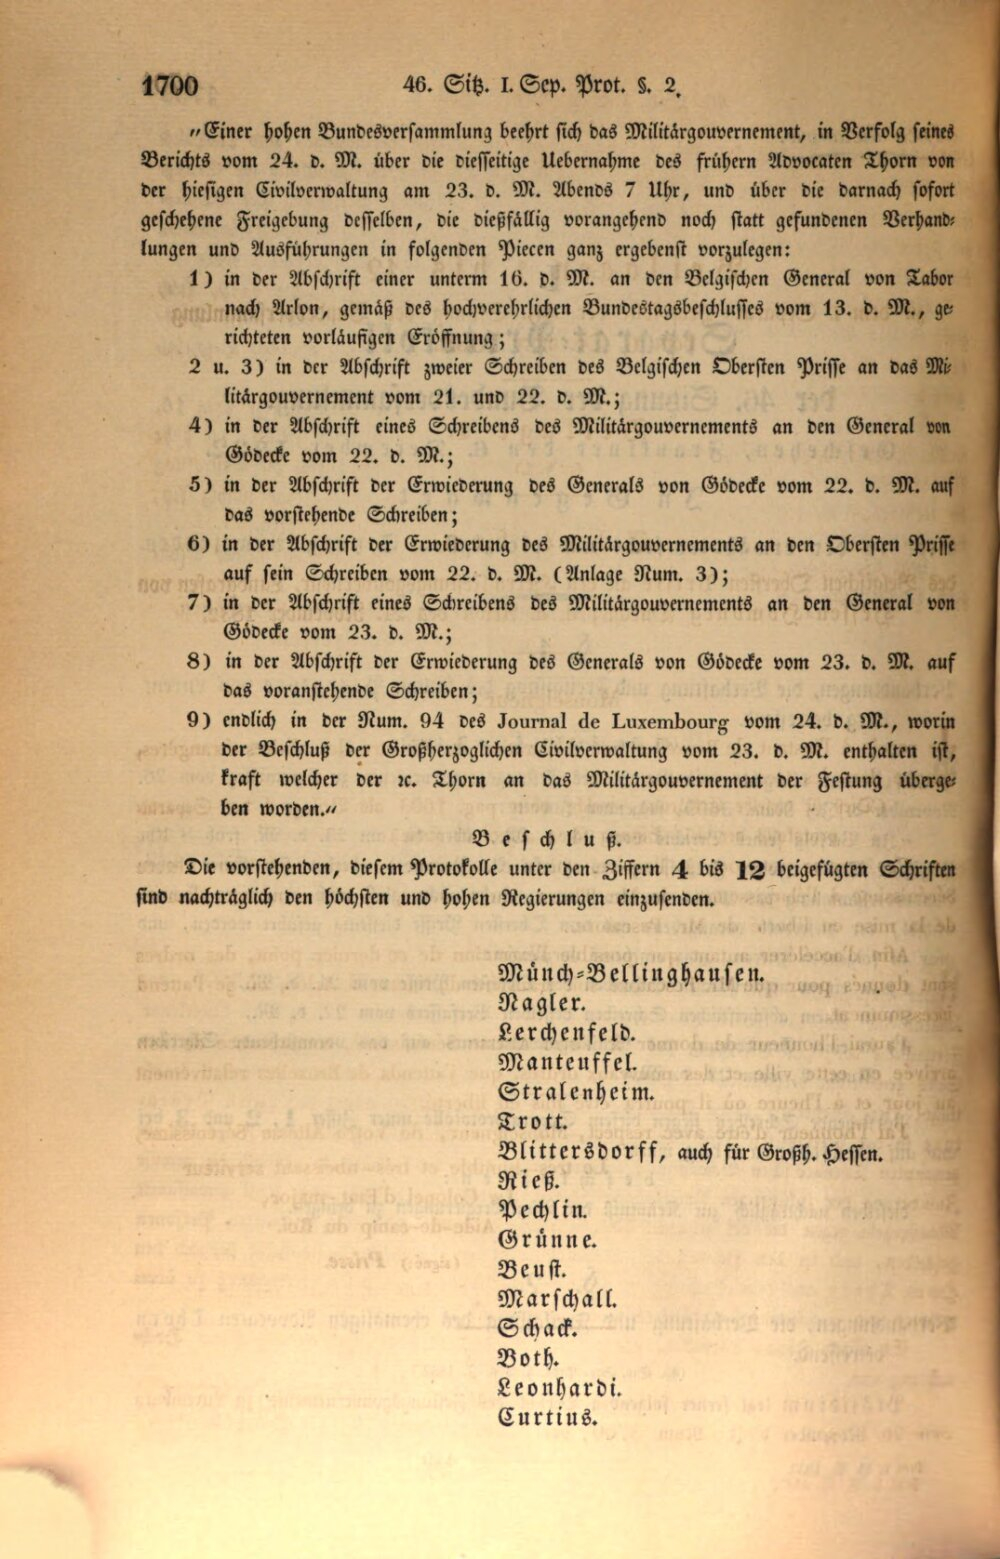 1700
46. Sitz. I. Sep. Prot. §. 2.
„Einer hohen Bundesversammlung beehrt sich das Militärgouvernement, in Verfolg seines
Berichts vom 24. d. M. über die diesseitige Uebernahme des frühern Advocaten Thorn von
der hiesigen Civilverwaltung am 23. d. M. Abends 7 Uhr, und über die darnach sofort
geschehene Freigebung desselben, die dießfällig vorangehend noch statt gefundenen Verhand-
lungen und Ausführungen in folgenden Piecen ganz ergebenst vorzulegen:
1) in der Abschrift einer unterm 16. d. M. an den Belgischen General von Tabor
nach Arlon, gemäß des hochverehrlichen Bundestagsbeschlusses vom 13. d. M., ge-
richteten vorläufigen Eröffnung;
2 u. 3) in der Abschrift zweier Schreiben des Belgischen Obersten Prisse an das Mi-
litärgouvernement vom 21. und 22. d. M.;
4) in der Abschrift eines Schreibens des Militärgouvernements an den General von
Gödecke vom 22. d. M.;
5) in der Abschrift der Erwiederung des Generals von Gödecke vom 22. d. M. auf
das vorstehende Schreiben;
6) in der Abschrift der Erwiederung des Militärgouvernements an den Obersten Prisse
auf sein Schreiben vom 22. d. M. (Anlage Num. 3);
7) in der Abschrift eines Schreibens des Militärgouvernements an den General von
Gödecke vom 23. d. M.;
8) in der Abschrift der Erwiederung des Generals von Gödecke vom 23. d. M. auf
das voranstehende Schreiben;
9) endlich in der Num. 94 des Journal de Luxembourg vom 24. d. M., worin
der Beschluß der Großherzoglichen Civilverwaltung vom 23. d. M. enthalten ist,
kraft welcher der ꝛc. Thorn an das Militärgouvernement der Festung überge-
ben worden.“
Beschluß.
Die vorstehenden, diesem Protokolle unter den Ziffern 4 bis 12 beigefügten Schriften
sind nachträglich den höchsten und hohen Regierungen einzusenden.
Münch-Bellinghausen.
Nagler.
Lerchenfeld.
Manteuffel.
Stralenheim.
Trott.
Blittersdorff, auch für Großh. Hessen.
Rieß.
Pechlin.
Grünne.
Beust.
Marschall.
Schack.
Both.
Leonhardi.
Curtius.